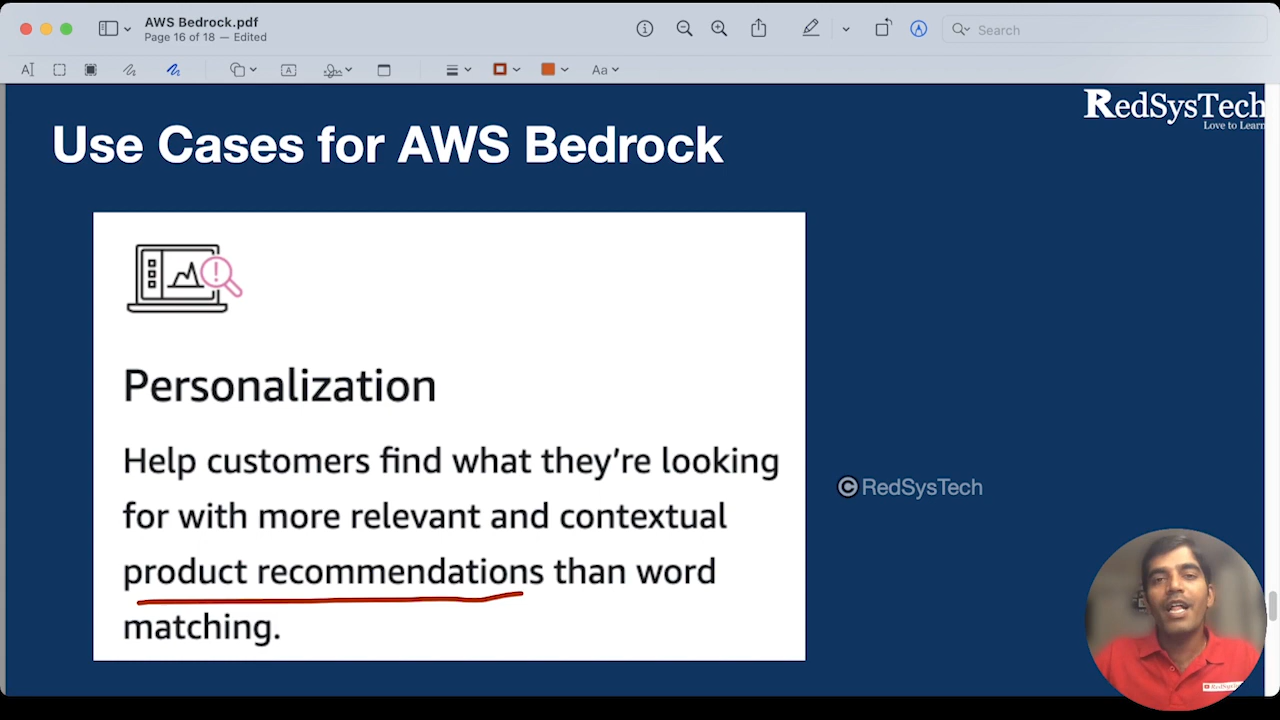 AWS Bedrock.pdf
Page 16 of 18 — Edited
Search
A
A
Aa
RedSysTech
Love to Learn
Use Cases for AWS Bedrock
Personalization
Help customers find what they're looking
for with more relevant and contextual
product recommendations than word
matching.
© RedSysTech